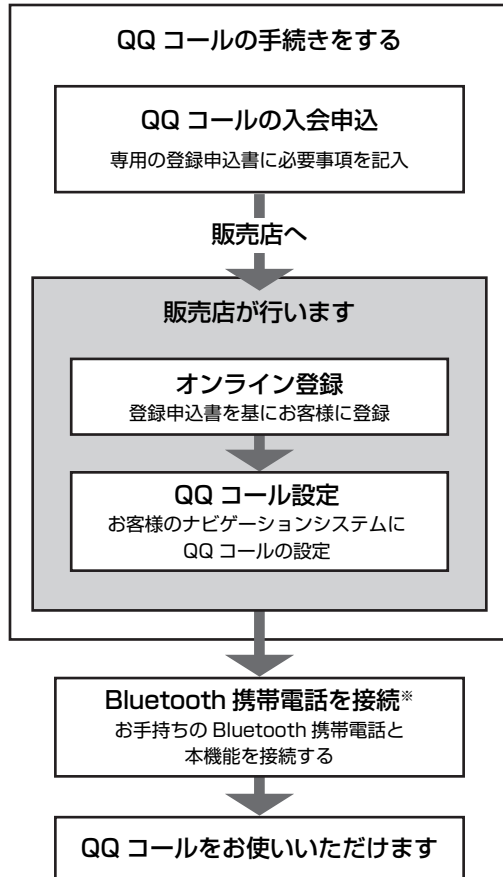 QQ コールの手続きをする
QQ コールの入会申込
専用の登録申込書に必要事項を記入
販売店へ
販売店が行います
オンライン登録
登録申込書を基にお客様に登録
QQ コール設定
お客様のナビゲーションシステムに
QQ コールの設定
Bluetooth 携帯電話を接続※
お手持ちの Bluetooth 携帯電話と
本機能を接続する
QQ コールをお使いいただけます